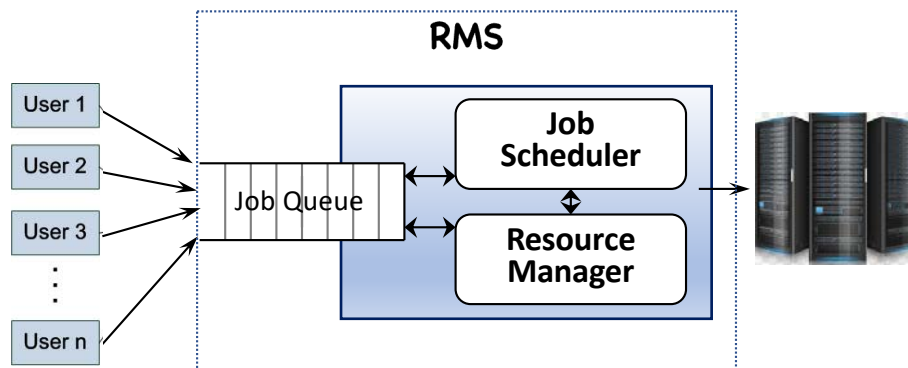 RMS
User 1
User 2
User 3
User n
Job Queue
Job
Scheduler
Resource
Manager